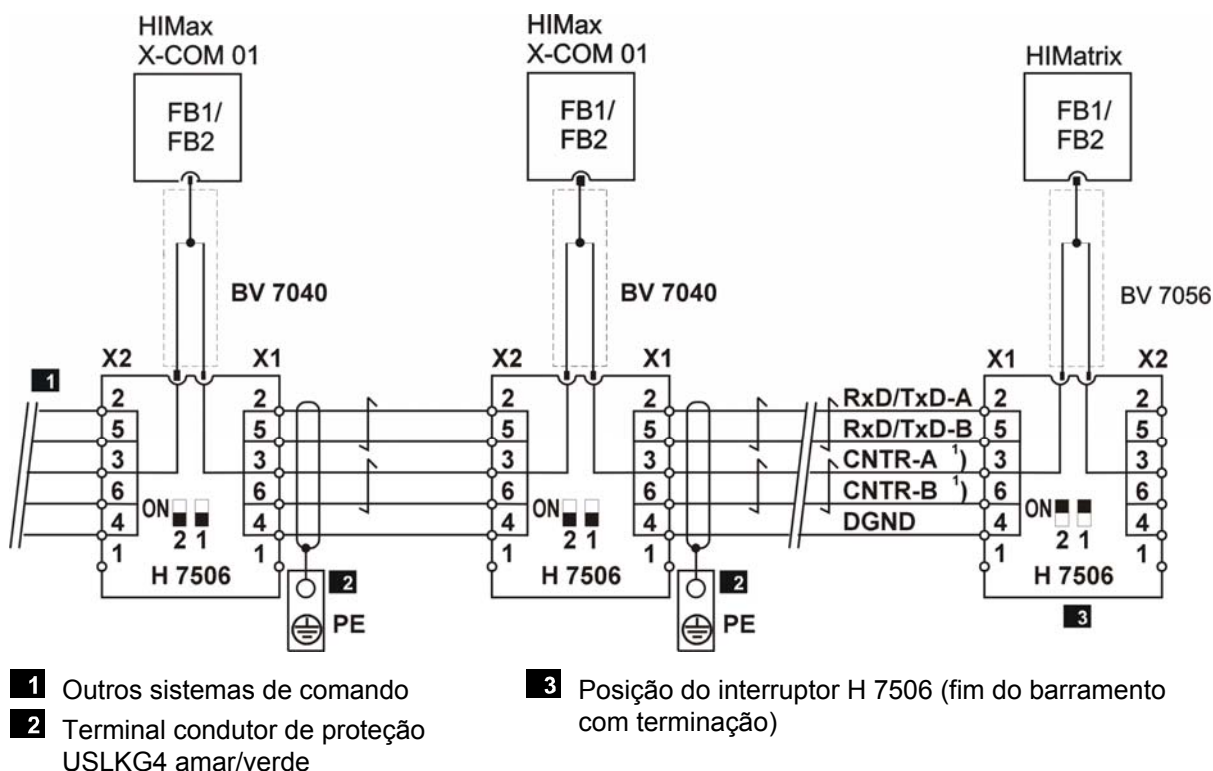 HIMax
X-COM 01
HIMax
X-COM 01
HIMatrix
FB1/
FB2
FB1/
FB2
FB1/
FB2
BV 7040
BV 7040
BV 7056
X2
X1
X2
X1
X1
X2
1
2
2
2
2
RxD/TxD-A
2
2
5
5
5
5
RxD/TxD-B
5
5
3
3
3
3
CNTR-A ¹)
3
3
6
6
6
6
CNTR-B ¹)
6
6
ON
ON
ON
4
4
4
4
DGND
4
4
2 1
2 1
2 1
1
1
1
1
1
1
H 7506
H 7506
H 7506
2
2
3
PE
PE
1 Outros sistemas de comando
2 Terminal condutor de proteção
USLKG4 amar/verde
3 Posição do interruptor H 7506 (fim do barramento
com terminação)